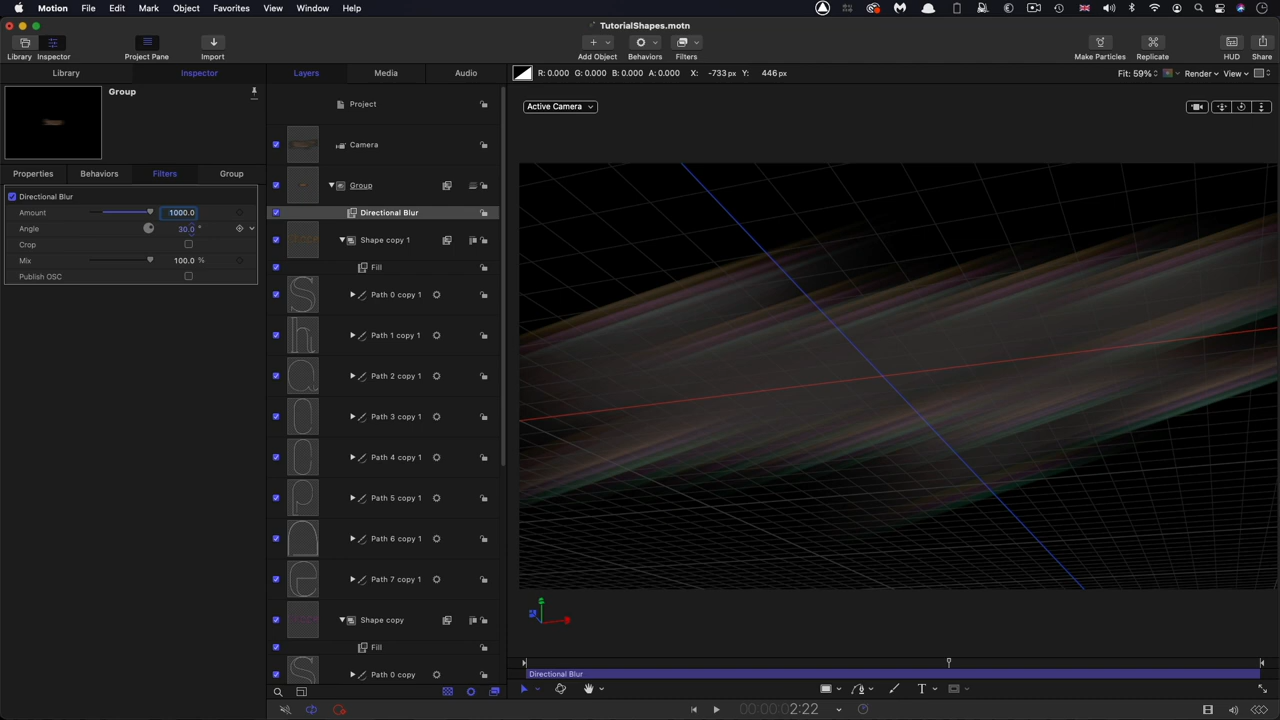 Motion File Edit Mark Object Favorites View Window Help
TutorialShapes.motn
Library Inspector Project Pane Import Add Object Behaviors Filters Make Particles Replicate HUD Share
Library Inspector Layers Media Audio R: 0.000 G: 0.000 B: 0.000 A: 0.000 X: -733 px Y: 446 px Fit: 59% Render View
Group
Active Camera
Project
Camera
Properties Behaviors Filters Group
Group
Directional Blur
Amount 1000.0
Angle 30.0 °
Crop
Mix 100.0 %
Publish OSC
Directional Blur
Shape copy 1
Fill
Path 0 copy 1
Path 1 copy 1
Path 2 copy 1
Path 3 copy 1
Path 4 copy 1
Path 5 copy 1
Path 6 copy 1
Path 7 copy 1
Shape copy
Fill
Path 0 copy
Directional Blur
T
00:00:00:02:22